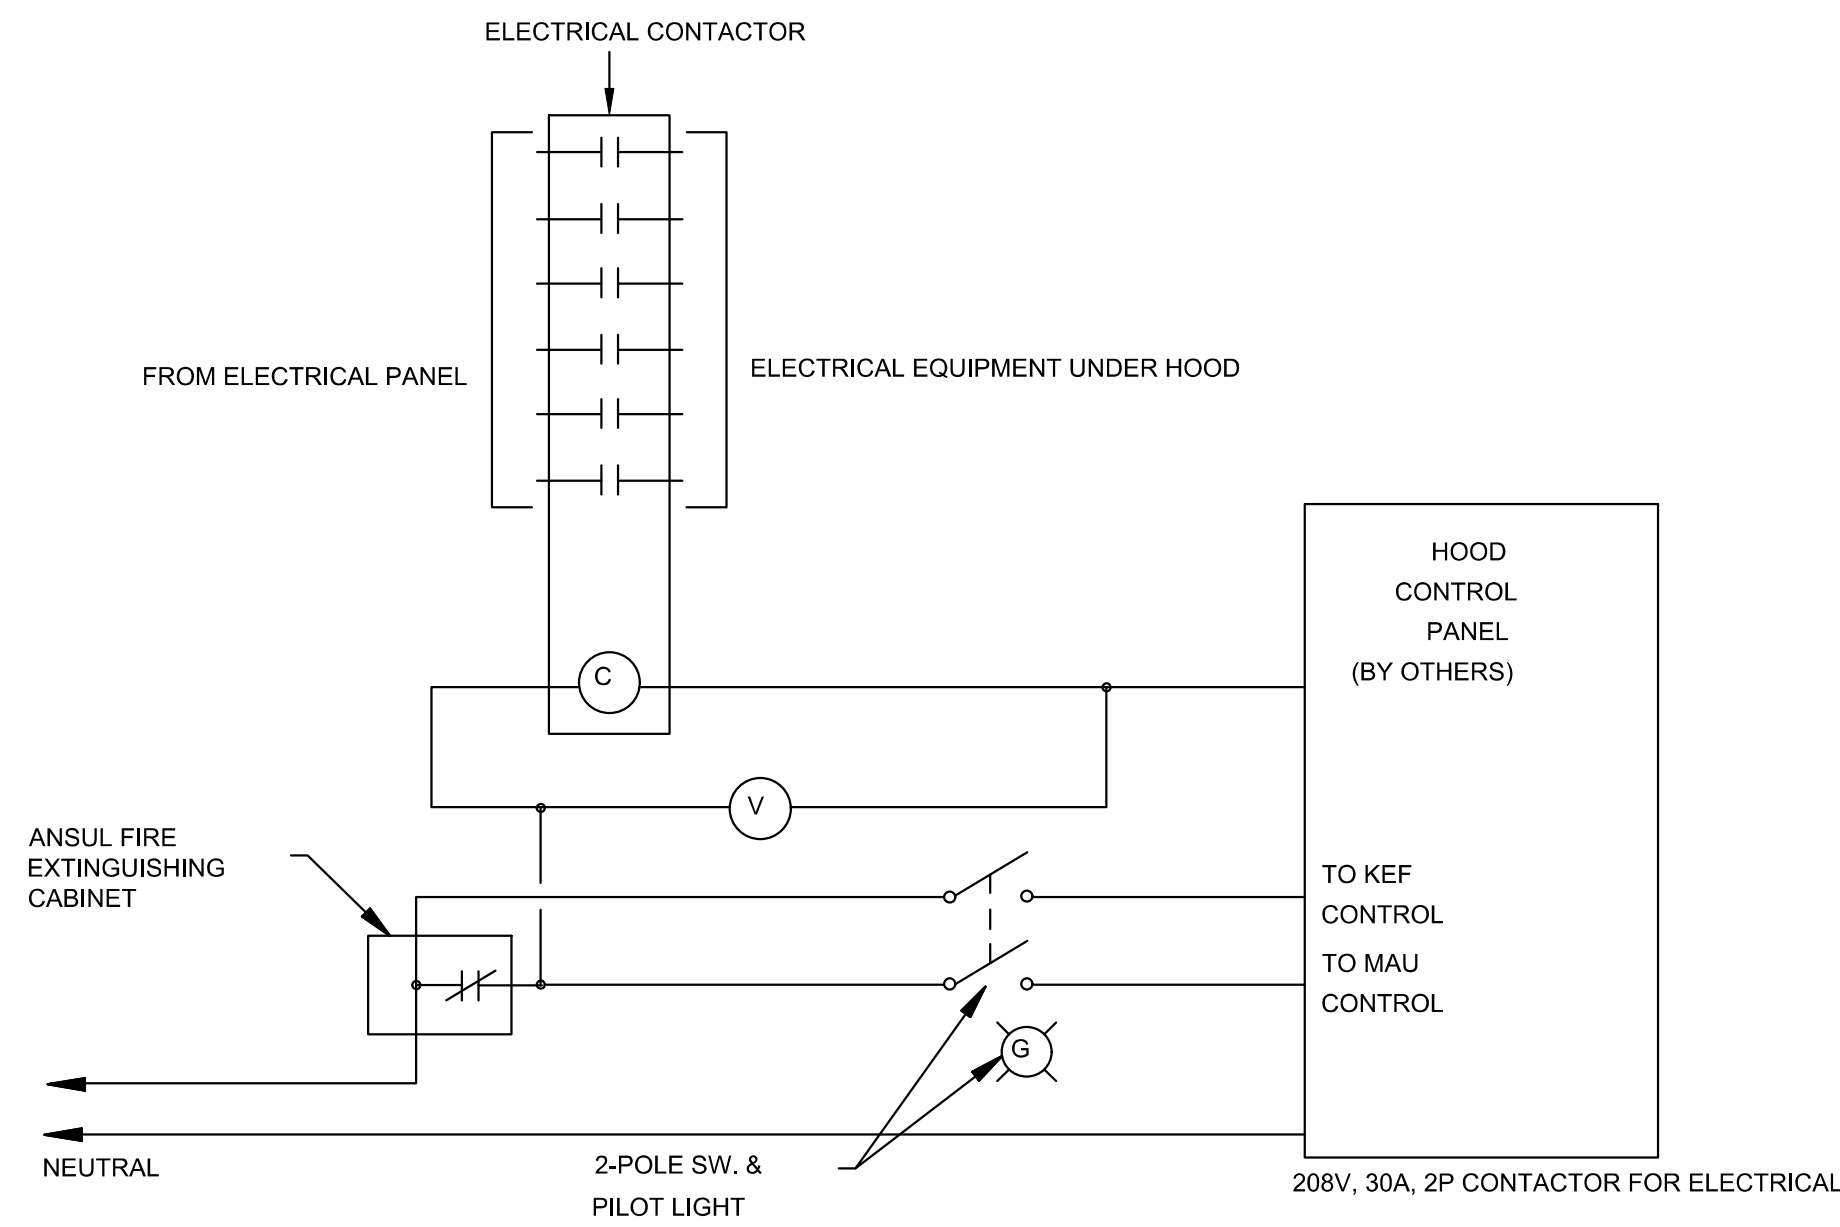 ELECTRICAL CONTACTOR
FROM ELECTRICAL PANEL
ELECTRICAL EQUIPMENT UNDER HOOD
HOOD
CONTROL
PANEL
(BY OTHERS)
C
V
ANSUL FIRE
EXTINGUISHING
CABINET
TO KEF
CONTROL
TO MAU
CONTROL
G
NEUTRAL
2-POLE SW. &
PILOT LIGHT
208V, 30A, 2P CONTACTOR FOR ELECTRICAL